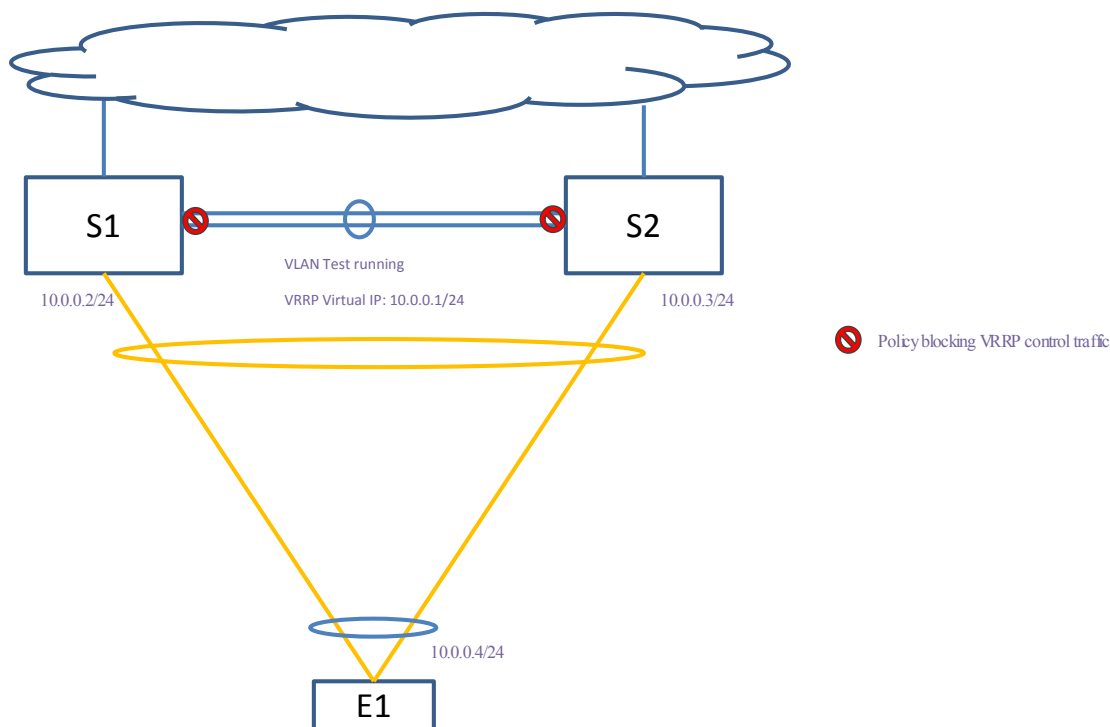 S1
S2
VLAN Test running
VRRP Virtual IP: 10.0.0.1/24
10.0.0.2/24
10.0.0.3/24
Policy blocking VRRP control traffic
10.0.0.4/24
E1